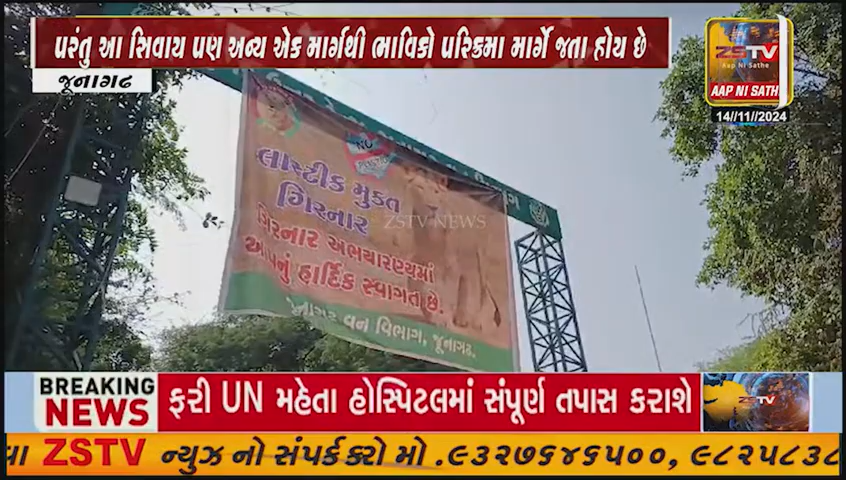 પરંતુ આ સિવાય પણ અન્ય એક માર્ગથી ભાવિકો પરિક્રમા માર્ગે જતા હોય છે
જૂનાગઢ
ZSTV
Aap Ni Sathe
AAP NI SATHE
14//11//2024
NO
લાસ્ટીક મુક્ત
ગિરનાર
ZSTV NEWS
ગિરનાર અભયારણ્યમાં
આપનું હાર્દિક સ્વાગત છે.
વન વિભાગ, જૂનાગઢ.
BREAKING
NEWS
ફરી UN મહેતા હોસ્પિટલમાં સંપૂર્ણ તપાસ કરાશે
ZSTV
ZSTV ન્યુઝ નો સંપર્ક કરો મો .૯૩૨૭૬૪૬૫૦૦, ૯૮૨૫૮૩૮